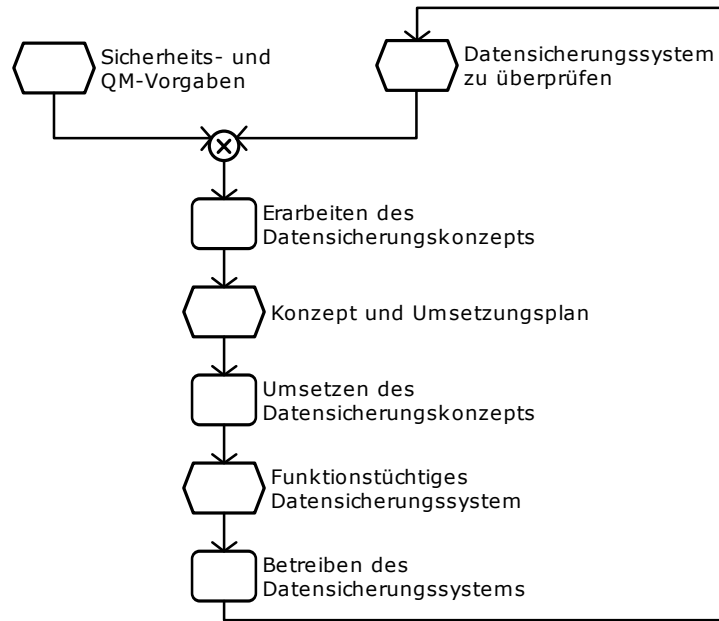 Sicherheits- und
QM-Vorgaben
Datensicherungssystem
zu überprüfen
Erarbeiten des
Datensicherungskonzepts
Konzept und Umsetzungsplan
Umsetzen des
Datensicherungskonzepts
Funktionstüchtiges
Datensicherungssystem
Betreiben des
Datensicherungssystems